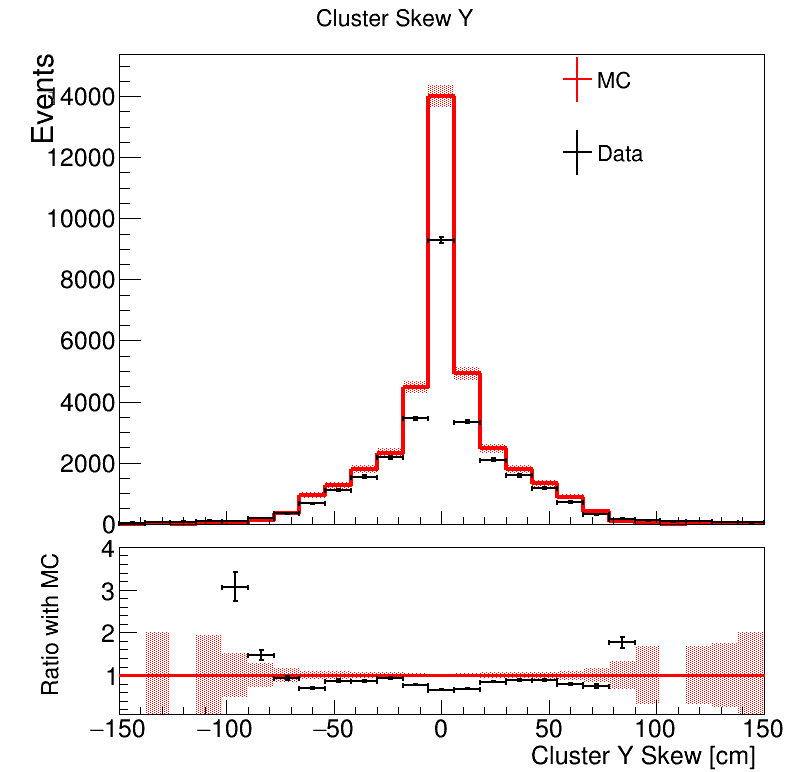 Cluster Skew Y
Events
14000
12000
10000
8000
6000
4000
2000
0
MC
Data
Ratio with MC
4
3
2
1
−150 −100 −50 0 50 100 150
Cluster Y Skew [cm]